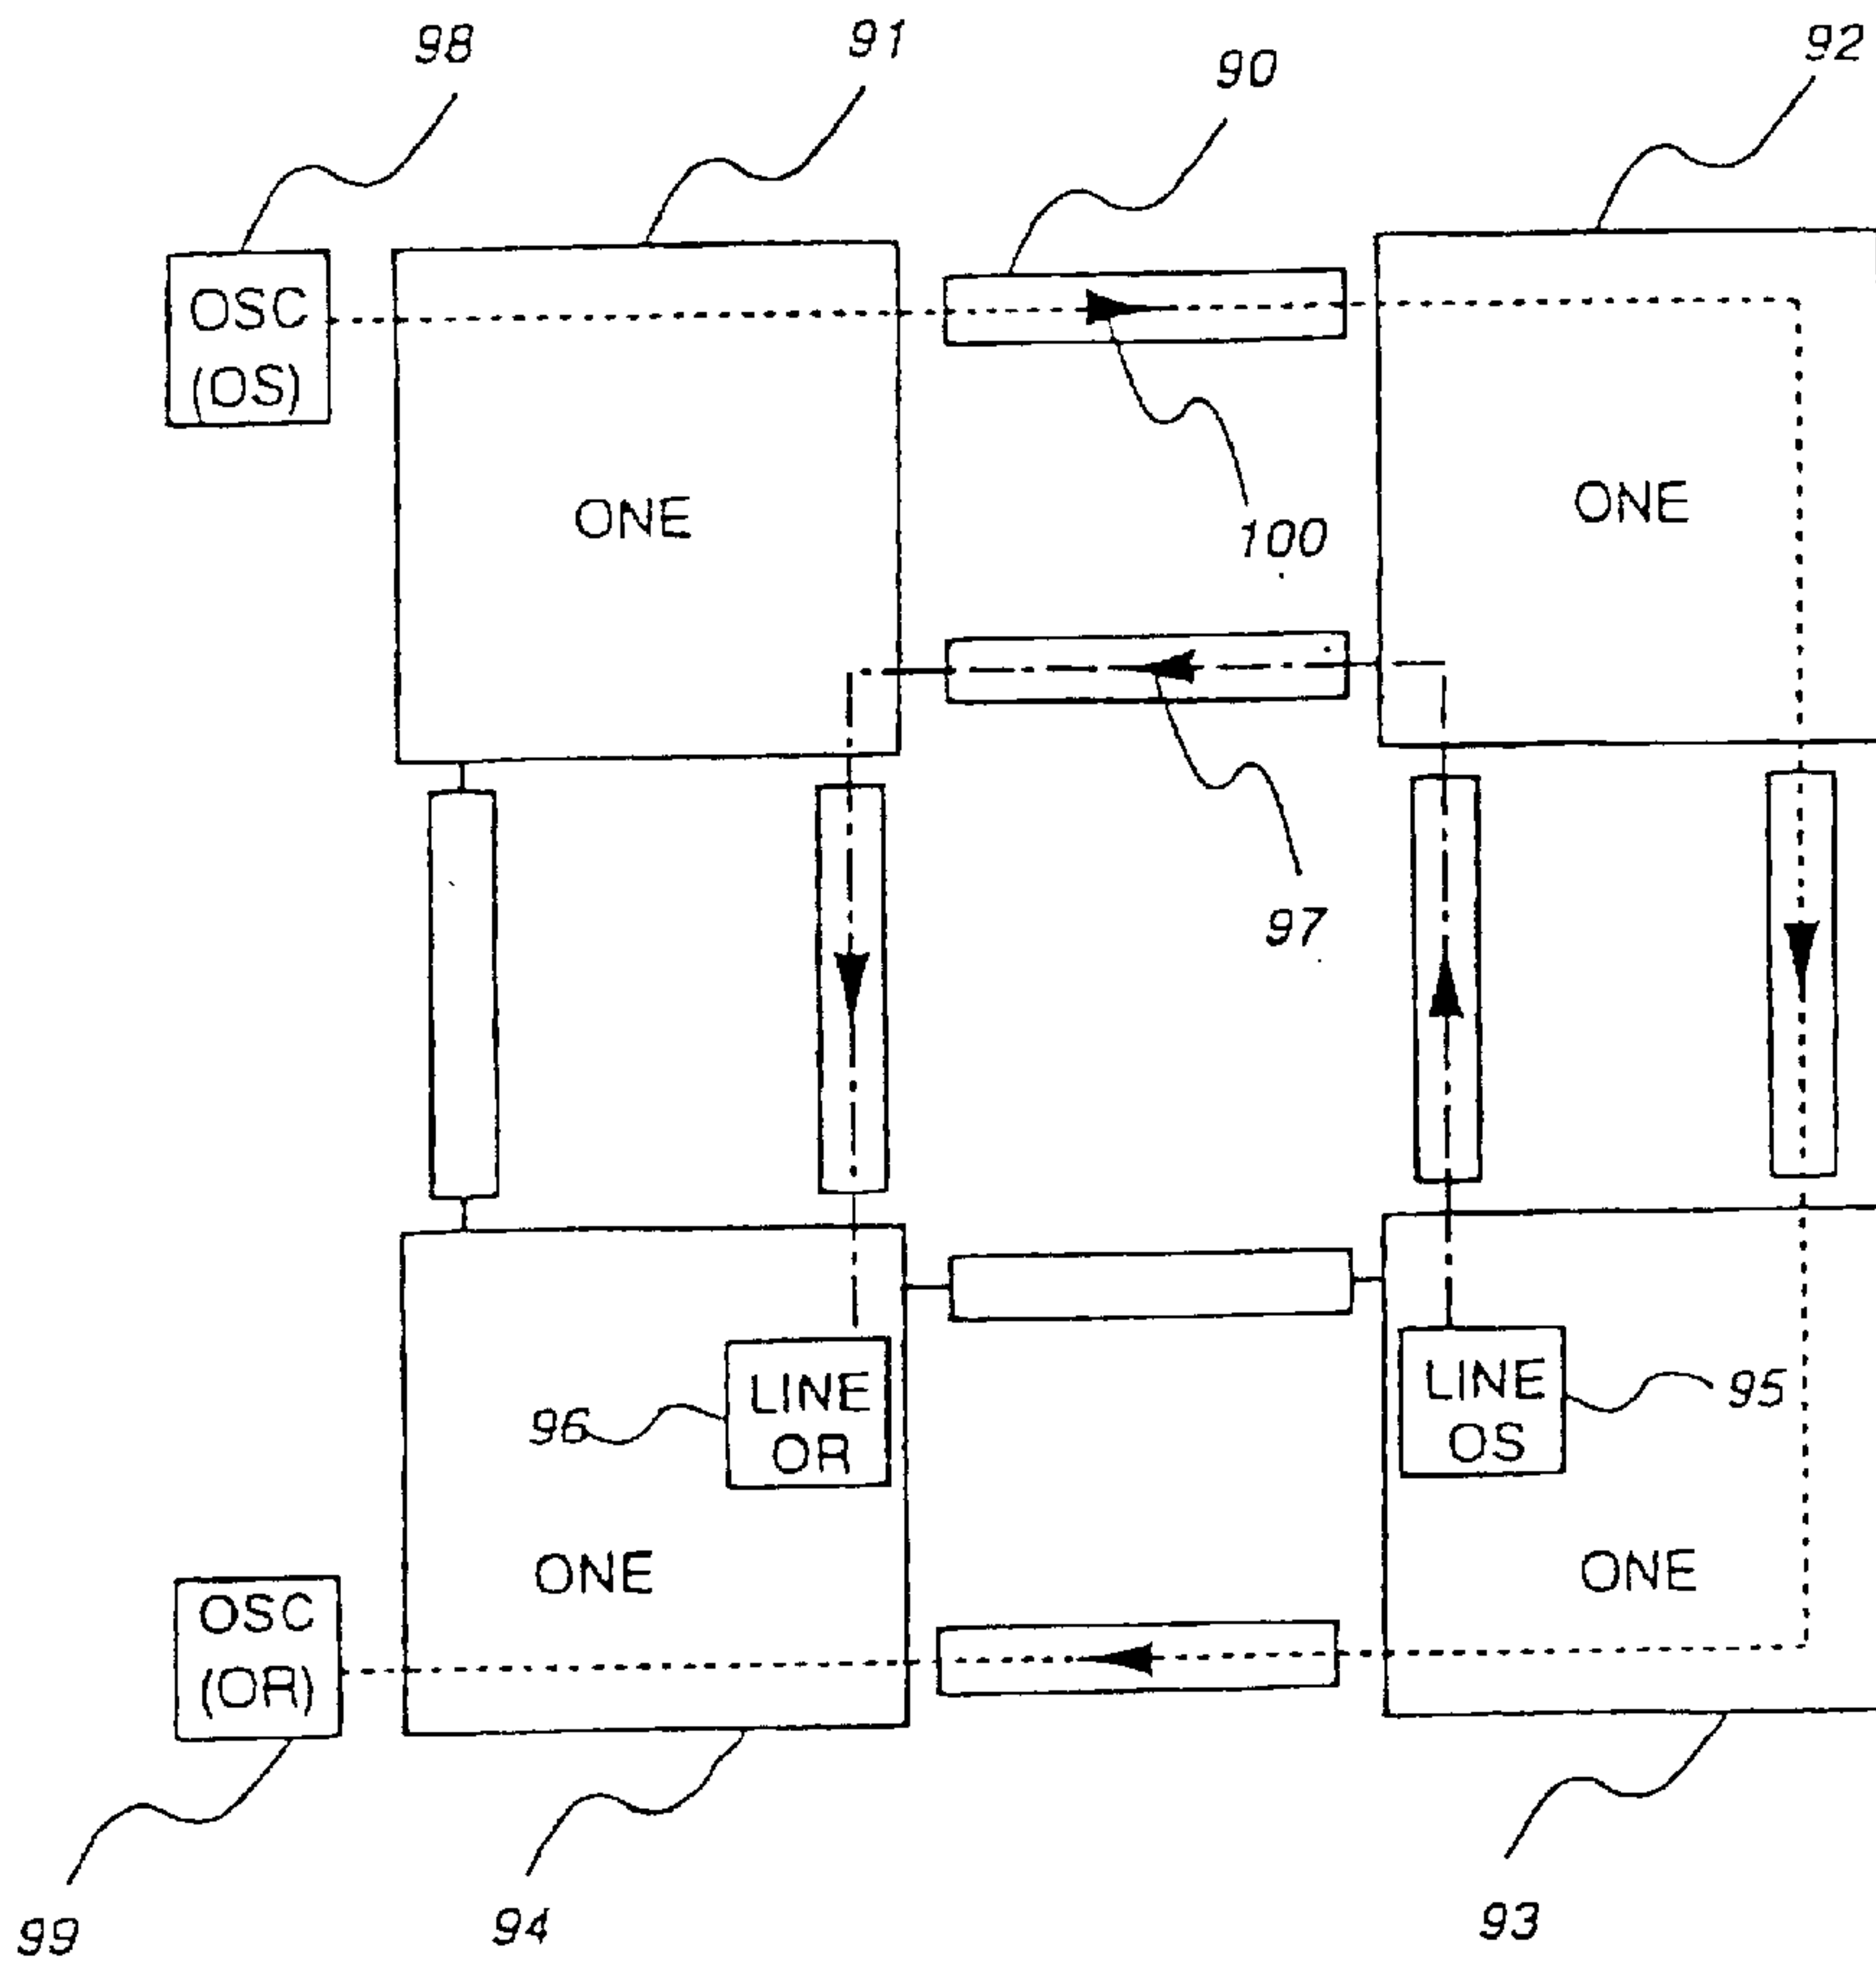 98
91
90
92
OSC
(OS)
ONE
ONE
100
97
LINE
OR
96
LINE
OS
95
ONE
ONE
OSC
(OR)
99
94
93